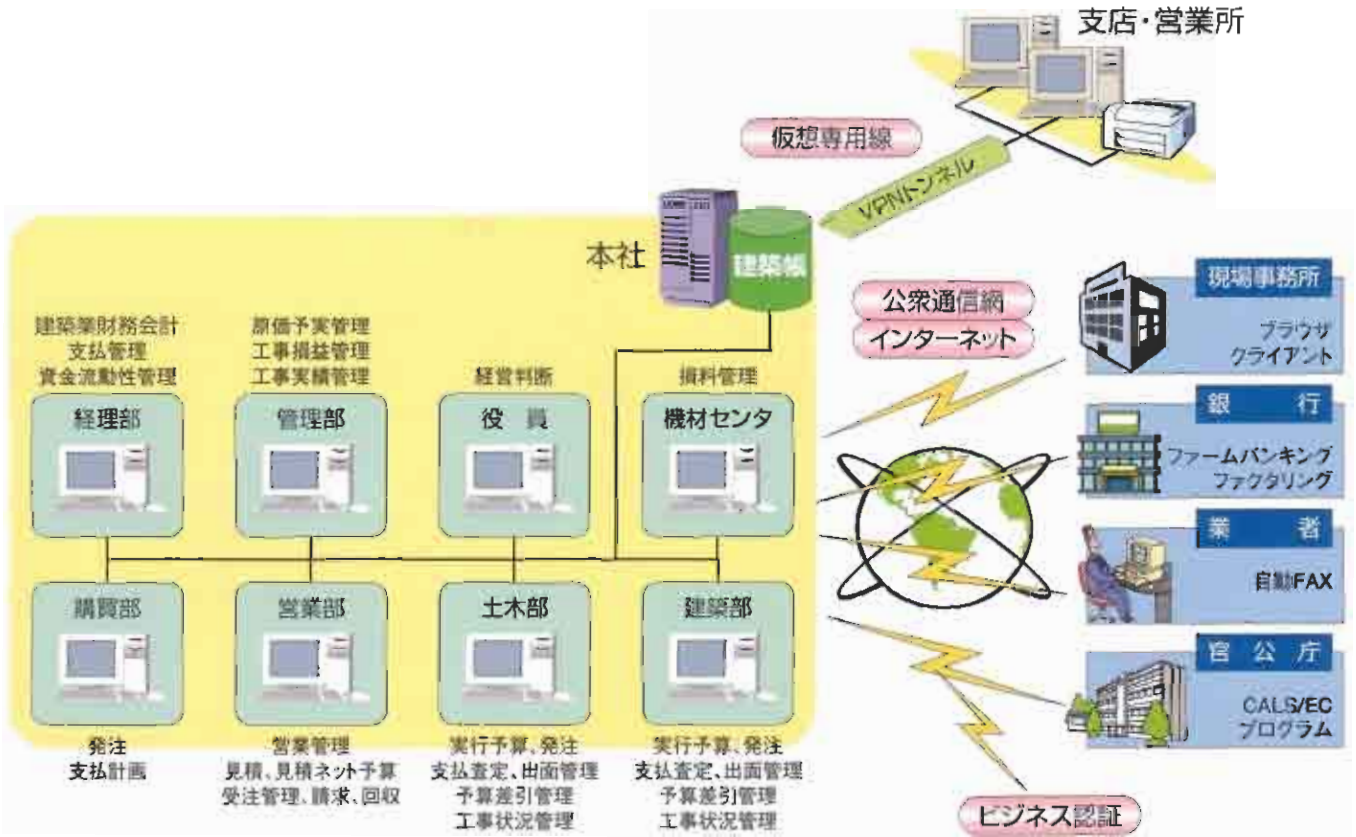 支店・営業所
仮想専用線
VPNトンネル
本社
建築帳
公衆通信網
インターネット
現場事務所
ブラウザ
クライアント
銀 行
ファームバンキング
ファクタリング
業 者
自動FAX
官 公 庁
CALS/EC
プログラム
ビジネス認証
建築業財務会計
支払管理
資金流動性管理
経理部
原価予実管理
工事損益管理
工事実績管理
管理部
経営判断
役 員
損料管理
機材センタ
購買部
発注
支払計画
営業部
営業管理
見積、見積ネット予算
受注管理、請求、回収
土木部
実行予算、発注
支払査定、出面管理
予算差引管理
工事状況管理
建築部
実行予算、発注
支払査定、出面管理
予算差引管理
工事状況管理